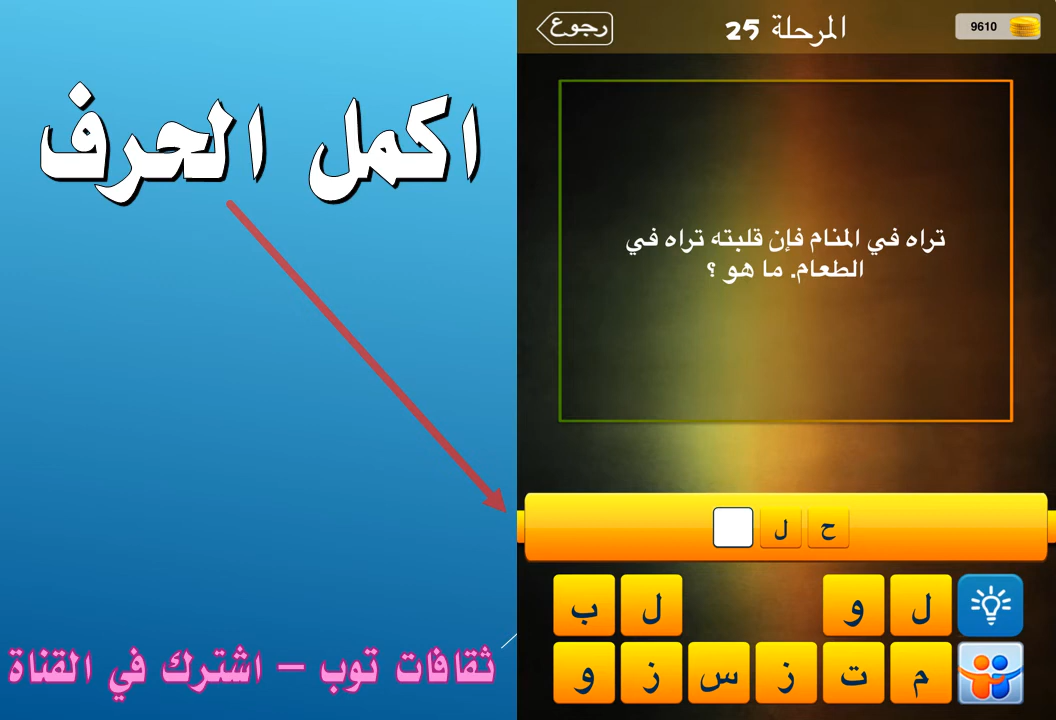 اكمل الحرف
ثقافات توب – اشترك في القناة
رجوع
المرحلة 25
9610
تراه في المنام فإن قلبته تراه في
الطعام. ما هو ؟
ح ل
ل و ل ب
م ت ز س ز و